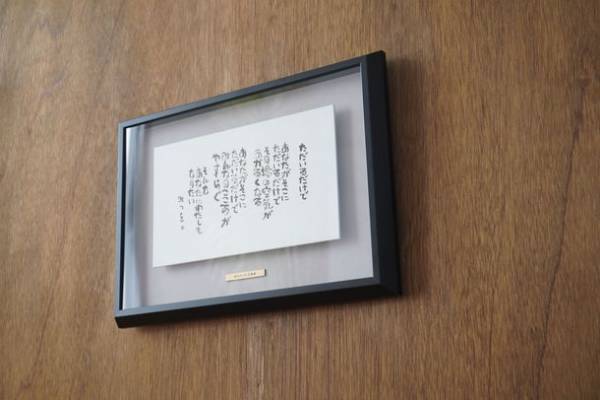 ただいるだけで
あなたがそこに
ただいるだけで
その場の空気が
あかるくなる
あなたがそこに
ただいるだけで
みんなのこころが
やすらぐ
そんな
あなたにわたしも
なりたい
みつを